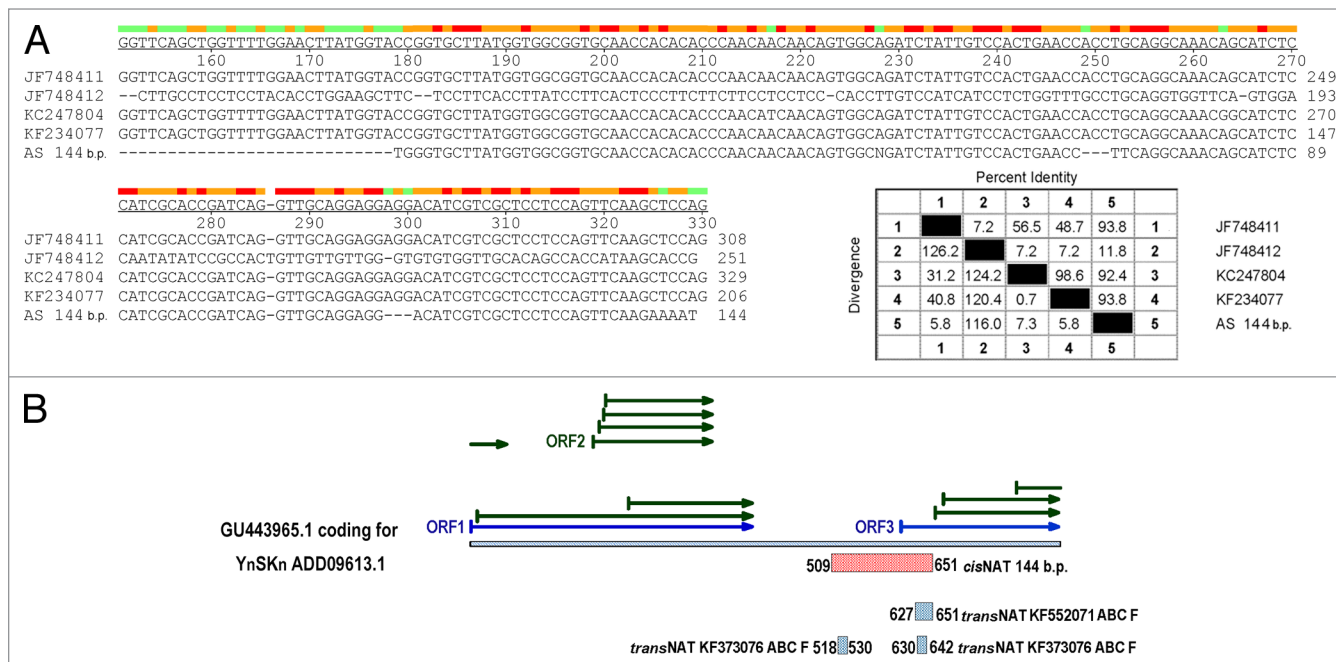 A
GGTTCAGCTGGTTTTGGAACTTATGGTACCGGTGCTTATGGTGGCGGTGCAACCACACACCCAACAACAACAGTGGCAGATCTATTGTCCACTGAACCACCTGCAGGCAAACAGCATCTC
160 170 180 190 200 210 220 230 240 250 260 270
JF748411 GGTTCAGCTGGTTTTGGAACTTATGGTACCGGTGCTTATGGTGGCGGTGCAACCACACACCCAACAACAACAGTGGCAGATCTATTGTCCACTGAACCACCTGCAGGCAAACAGCATCTC 249
JF748412 --CTTGCCTCCTCCTACACCTGGAAGCTTC--TCCTTCACCTTATCCTTCACTCCCTTCTTCTTCCTCCTCC-CACCTTGTCCATCATCCTCTGGTTTGCCTGCAGGTGGTTCA-GTGGA 193
KC247804 GGTTCAGCTGGTTTTGGAACTTATGGTACCGGTGCTTATGGTGGCGGTGCAACCACACACCCAACATCAACAGTGGCAGATCTATTGTCCACTGAACCACCTGCAGGCAAACGGCATCTC 270
KF234077 GGTTCAGCTGGTTTTGGAACTTATGGTACCGGTGCTTATGGTGGCGGTGCAACCACACACCCAACAACAACAGTGGCAGATCTATTGTCCACTGAACCACCTGCAGGCAAACAGCATCTC 147
AS 144 b.p. ----------------------------TGGGTGCTTATGGTGGCGGTGCAACCACACACCCAACAACAACAGTGGCNGATCTATTGTCCACTGAACC---TTCAGGCAAACAGCATCTC 89
CATCGCACCGATCAG-GTTGCAGGAGGAGGACATCGTCGCTCCTCCAGTTCAAGCTCCAG
280 290 300 310 320 330
JF748411 CATCGCACCGATCAG-GTTGCAGGAGGAGGACATCGTCGCTCCTCCAGTTCAAGCTCCAG 308
JF748412 CAATATATCCGCCACTGTTGTTGTTGG-GTGTGTGGTTGCACAGCCACCATAAGCACCG 251
KC247804 CATCGCACCGATCAG-GTTGCAGGAGGAGGACATCGTCGCTCCTCCAGTTCAAGCTCCAG 329
KF234077 CATCGCACCGATCAG-GTTGCAGGAGGAGGACATCGTCGCTCCTCCAGTTCAAGCTCCAG 206
AS 144 b.p. CATCGCACCGATCAG-GTTGCAGGAGG---ACATCGTCGCTCCTCCAGTTCAAGAAAAT 144
Percent Identity
1 2 3 4 5
1 7.2 56.5 48.7 93.8 1 JF748411
2 126.2 7.2 7.2 11.8 2 JF748412
3 31.2 124.2 98.6 92.4 3 KC247804
4 40.8 120.4 0.7 93.8 4 KF234077
5 5.8 116.0 7.3 5.8 5 AS 144 b.p.
1 2 3 4 5
Divergence
B
ORF2
GU443965.1 coding for
ORF1
ORF3
YnSKn ADD09613.1
509 651 cisNAT 144 b.p.
627 651 transNAT KF552071 ABC F
transNAT KF373076 ABC F 518 530 630 642 transNAT KF373076 ABC F